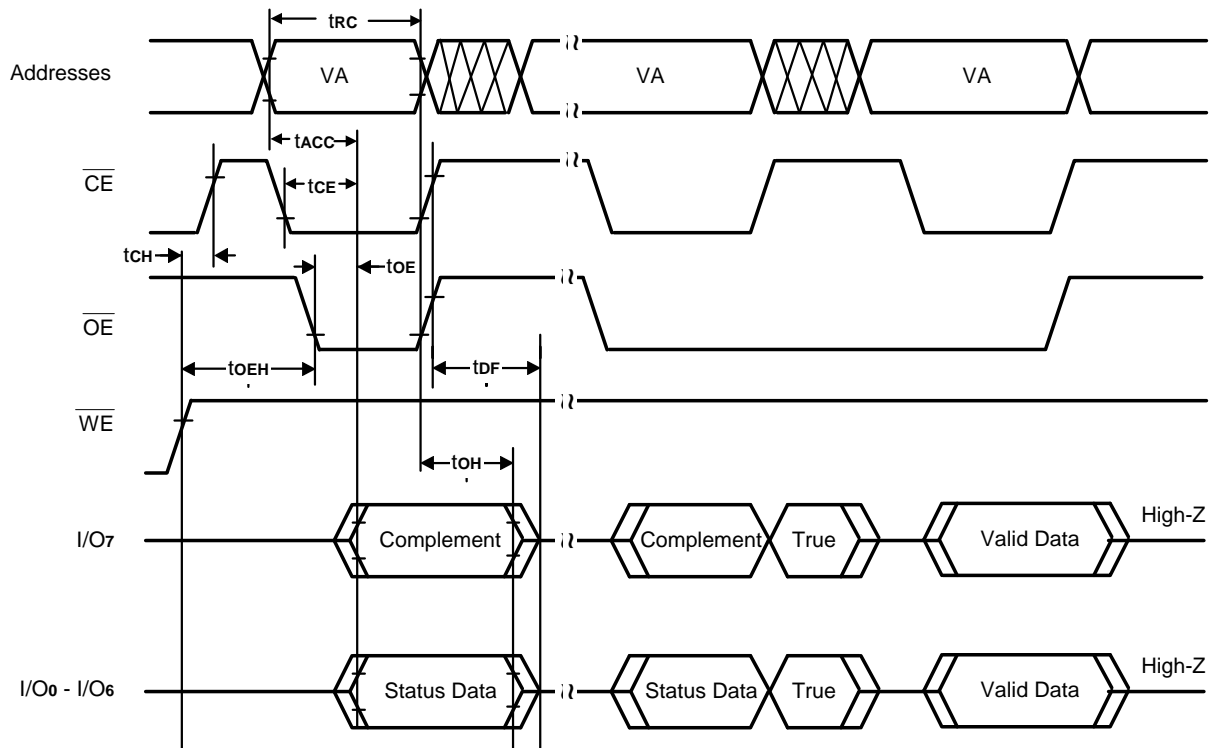 tRC
Addresses VA VA VA
tACC
CE
tCE
tCH tOE
OE
tOEH tDF
WE
tOH
I/O7 Complement Complement True Valid Data High-Z
I/O0 - I/O6 Status Data Status Data True Valid Data High-Z